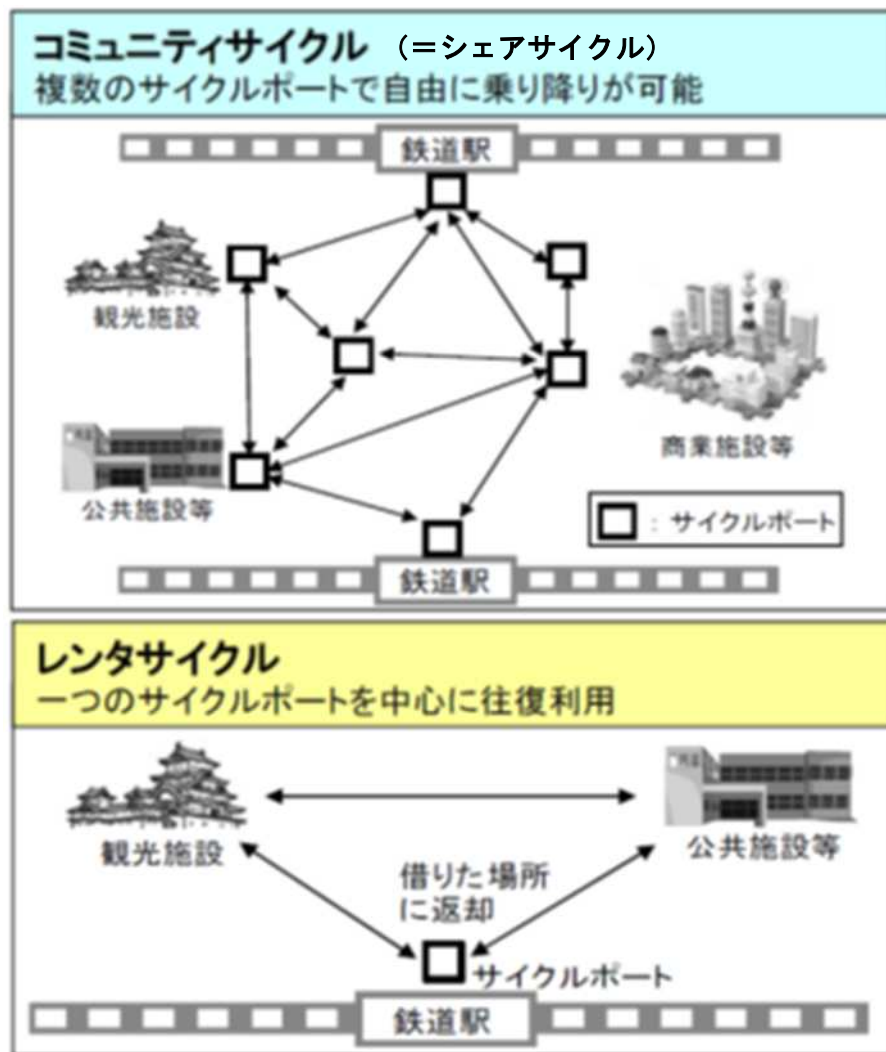 コミュニティサイクル （＝シェアサイクル）
複数のサイクルポートで自由に乗り降りが可能
鉄道駅
観光施設
商業施設等
公共施設等
：サイクルポート
鉄道駅
レンタサイクル
一つのサイクルポートを中心に往復利用
観光施設
公共施設等
借りた場所
に返却
サイクルポート
鉄道駅